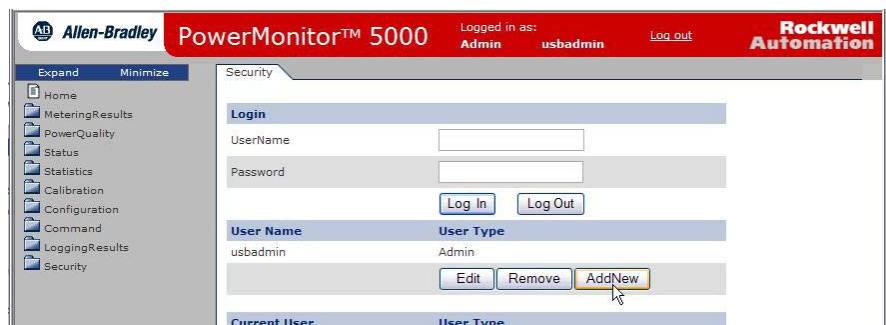 AB Allen-Bradley PowerMonitor™ 5000 Logged in as: Log out Rockwell
Admin usbadmin Automation
Expand Minimize
Home
MeteringResults
PowerQuality
Status
Statistics
Calibration
Configuration
Command
LoggingResults
Security
Security
Login
UserName
Password
Log In Log Out
User Name User Type
usbadmin Admin
Edit Remove AddNew
Current User User Type